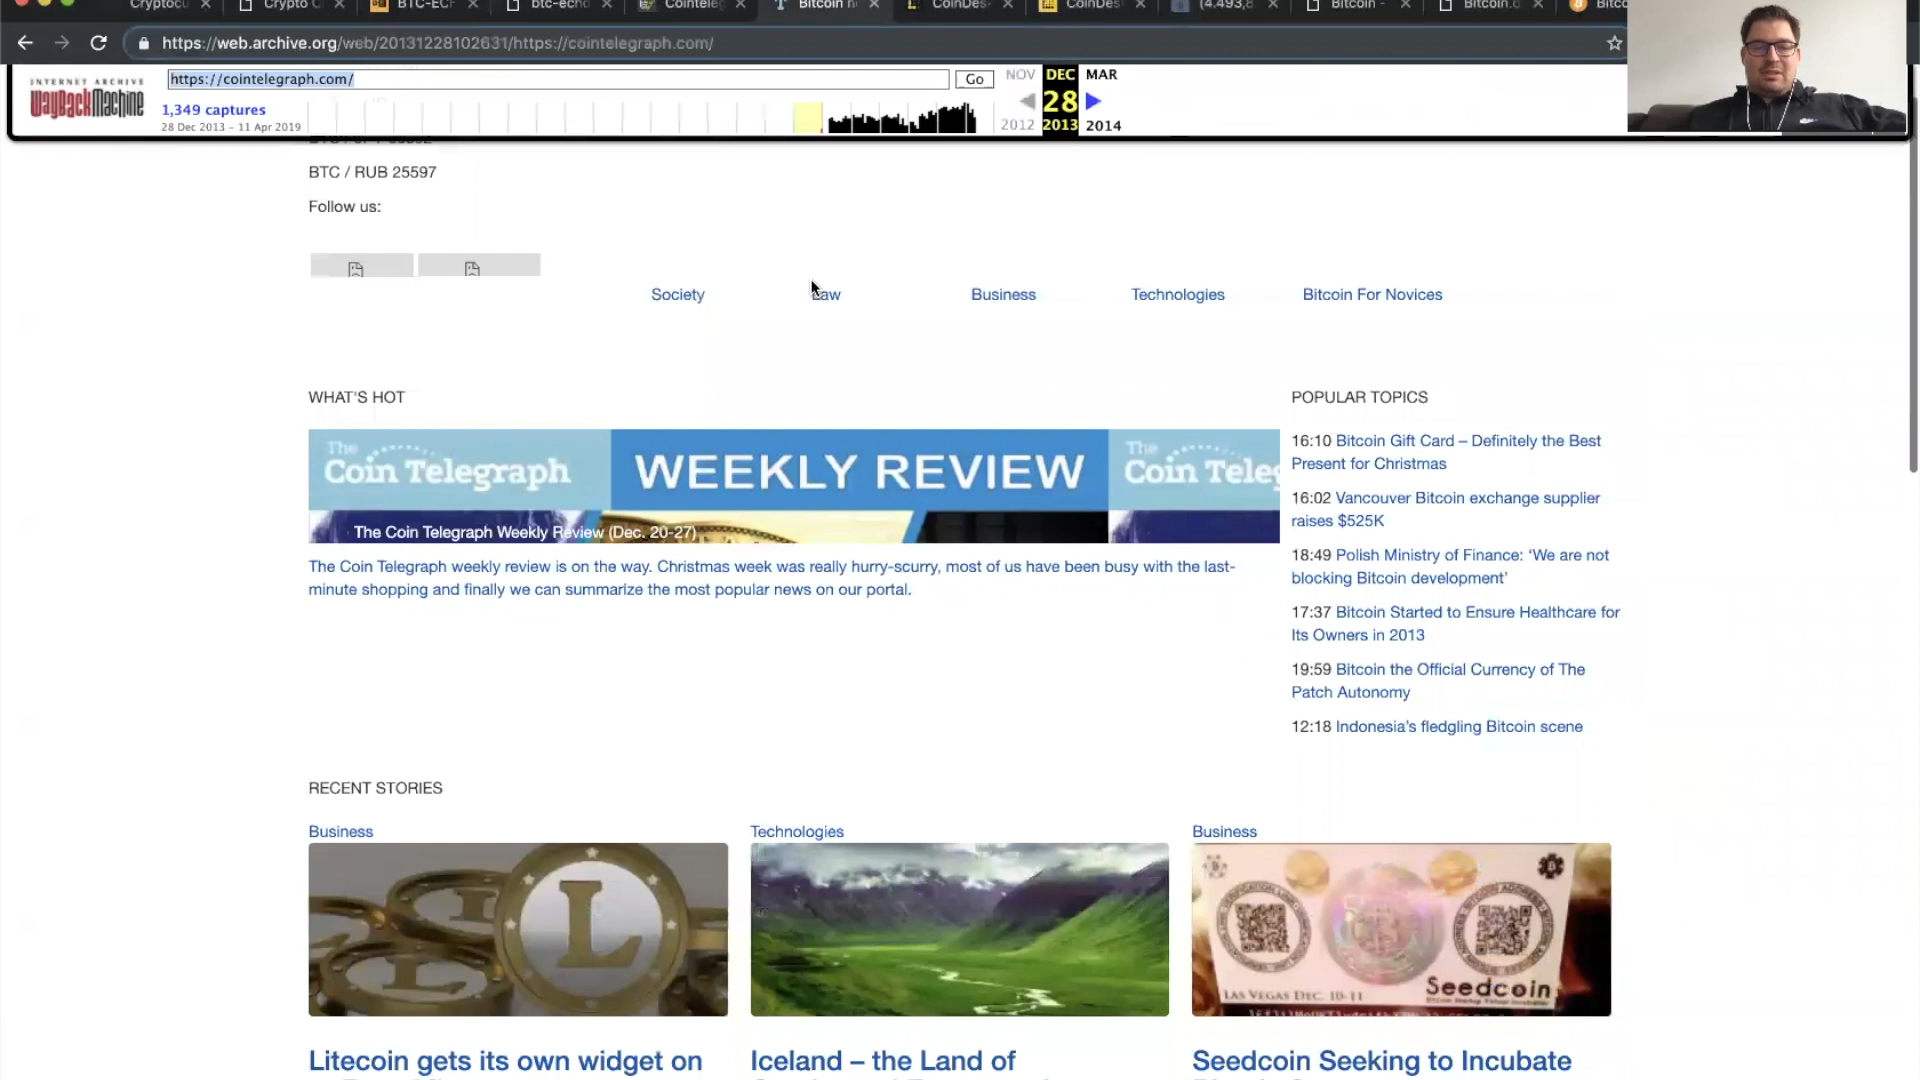 Cryptocu
Crypto C
BTC-ECH
btc-echo
Cointeleg
Bitcoin n
CoinDes
CoinDes
(4.493,8
Bitcoin -
Bitcoin.o
Bitco
https://web.archive.org/web/20131228102631/https://cointelegraph.com/
INTERNET ARCHIVE
WayBackMachine
https://cointelegraph.com/
Go
1,349 captures
28 Dec 2013 – 11 Apr 2019
NOV DEC MAR
28
2012 2013 2014
BTC / RUB 25597
Follow us:
Society
Law
Business
Technologies
Bitcoin For Novices
WHAT'S HOT
The
Coin Telegraph
WEEKLY REVIEW
The
Coin Teleg
The Coin Telegraph Weekly Review (Dec. 20-27)
The Coin Telegraph weekly review is on the way. Christmas week was really hurry-scurry, most of us have been busy with the last-
minute shopping and finally we can summarize the most popular news on our portal.
POPULAR TOPICS
16:10 Bitcoin Gift Card – Definitely the Best
Present for Christmas
16:02 Vancouver Bitcoin exchange supplier
raises $525K
18:49 Polish Ministry of Finance: ‘We are not
blocking Bitcoin development’
17:37 Bitcoin Started to Ensure Healthcare for
Its Owners in 2013
19:59 Bitcoin the Official Currency of The
Patch Autonomy
12:18 Indonesia’s fledgling Bitcoin scene
RECENT STORIES
Business
Technologies
Business
L
LAS VEGAS DEC. 10-11
Seedcoin
Litecoin gets its own widget on
Iceland – the Land of
Seedcoin Seeking to Incubate